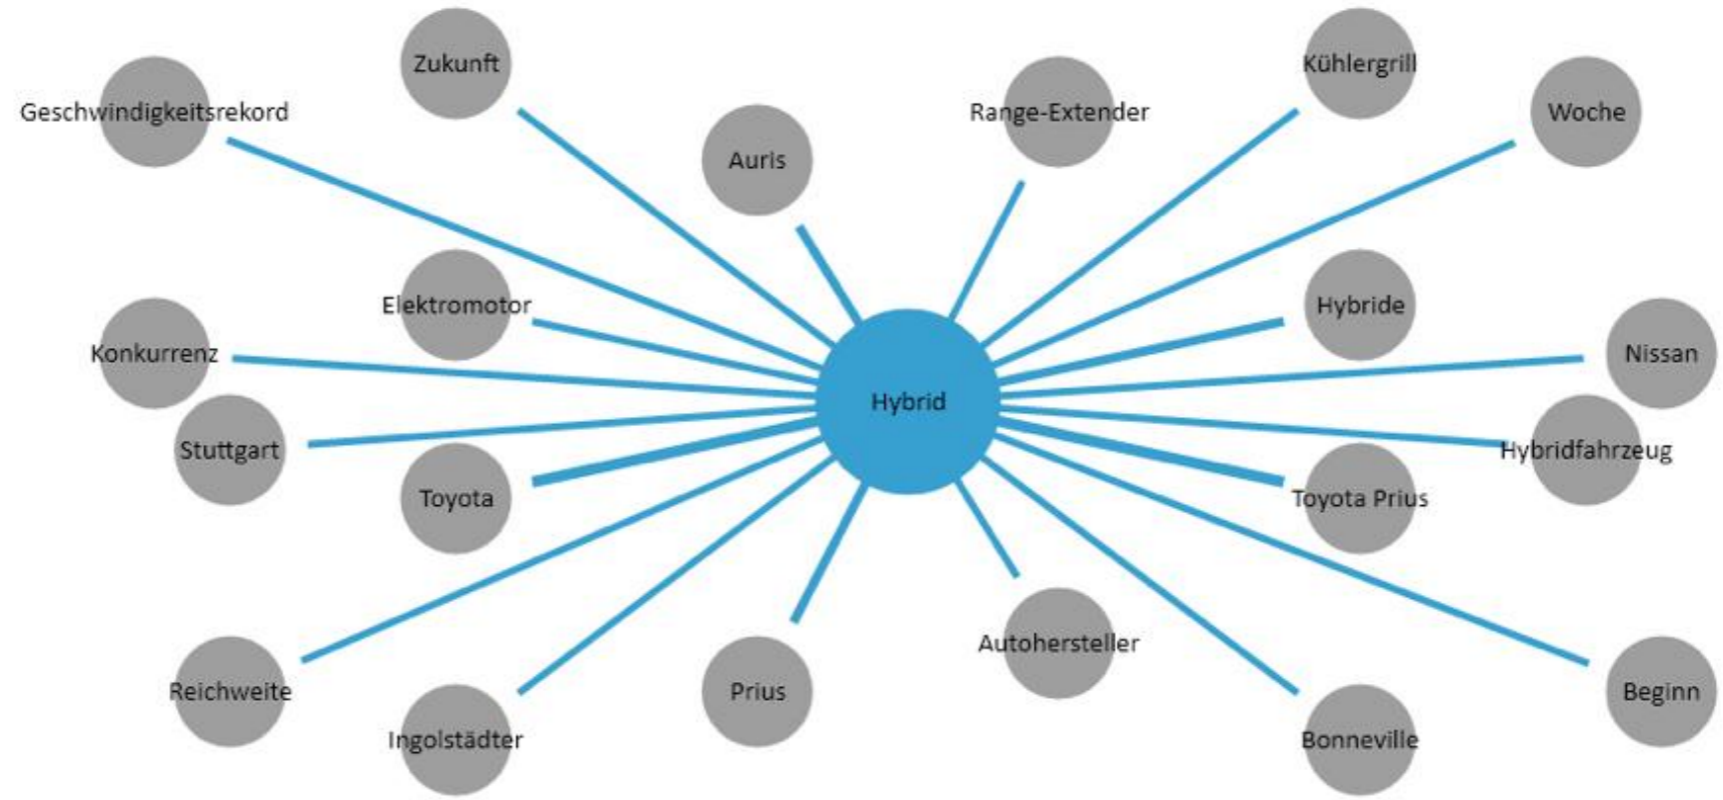 Zukunft
Kühlergrill
Geschwindigkeitsrekord
Range-Extender
Woche
Auris
Elektromotor
Hybride
Konkurrenz
Nissan
Hybrid
Stuttgart
Hybridfahrzeug
Toyota
Toyota Prius
Autohersteller
Reichweite
Prius
Beginn
Ingolstädter
Bonneville